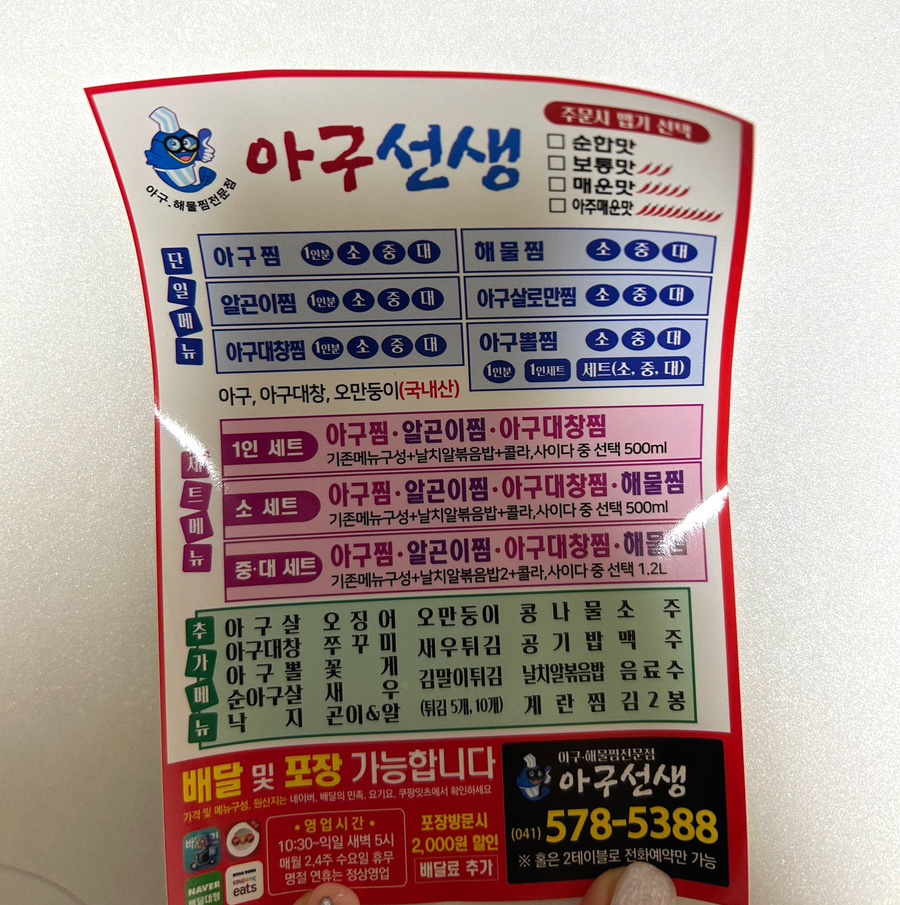 아구.해물찜전문점
아구선생
주문시 맵기 선택
순한맛
보통맛
매운맛
아주매운맛
단일메뉴
아구찜 1인분 소 중 대
해물찜 소 중 대
알곤이찜 1인분 소 중 대
아구살로만찜 소 중 대
아구대창찜 1인분 소 중 대
아구뽈찜 소 중 대
1인분 1인세트 세트(소, 중, 대)
아구, 아구대창, 오만둥이(국내산)
세트메뉴
1인 세트
아구찜·알곤이찜·아구대창찜
기존메뉴구성+날치알볶음밥+콜라,사이다 중 선택 500ml
소 세트
아구찜·알곤이찜·아구대창찜·해물찜
기존메뉴구성+날치알볶음밥+콜라,사이다 중 선택 500ml
중·대 세트
아구찜·알곤이찜·아구대창찜·해물찜
기존메뉴구성+날치알볶음밥2+콜라,사이다 중 선택 1.2L
추가메뉴
아구살 오징어 오만둥이 콩나물 소주
아구대창 쭈꾸미 새우튀김 공기밥 맥주
아구뽈 꽃게 김말이튀김 날치알볶음밥 음료수
순아구살 새우 (튀김 5개, 10개) 계란찜 김2봉
낙지 곤이&알
배달 및 포장 가능합니다
가격 및 메뉴구성, 원산지는 네이버, 배달의 민족, 요기요, 쿠팡잇츠에서 확인하세요
•영업시간•
10:30~익일 새벽 5시
매월 2,4주 수요일 휴무
명절 연휴는 정상영업
포장방문시
2,000원 할인
배달료 추가
NAVER
coupang
eats
아구·해물찜전문점
아구선생
(041) 578-5388
※ 홀은 2테이블로 전화예약만 가능